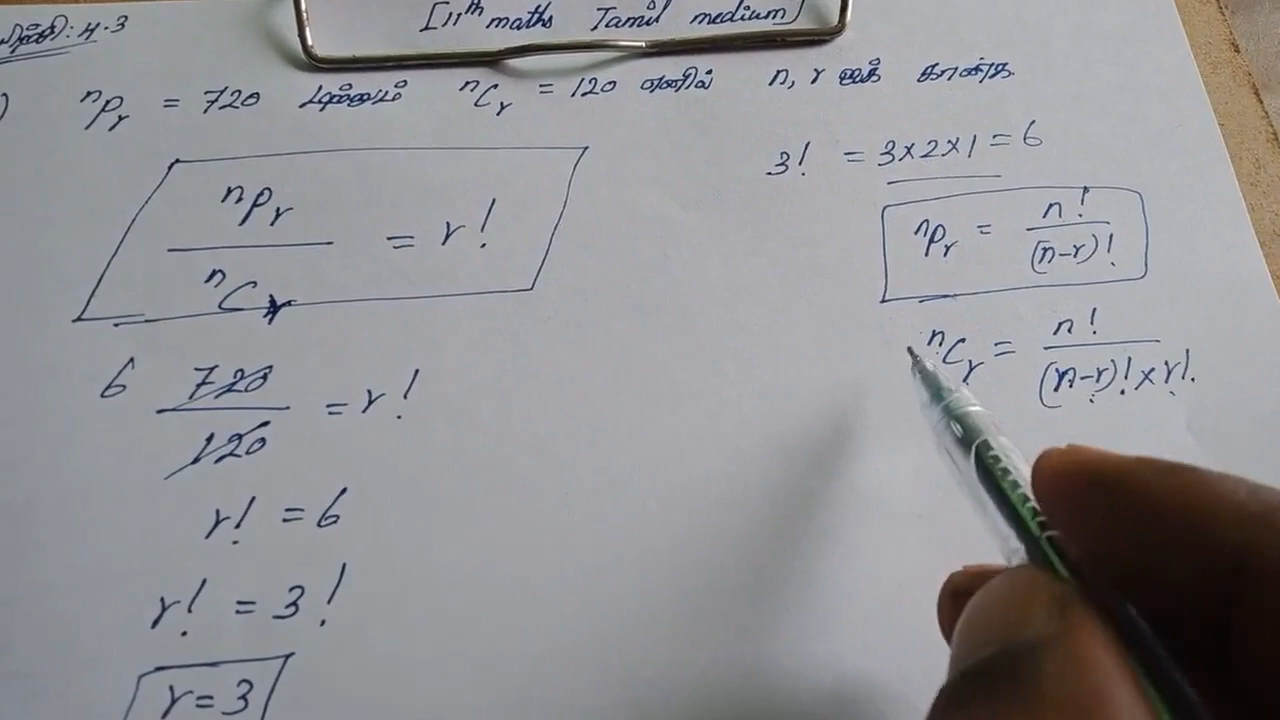 [11th maths Tamil medium]
பயிற்சி: 4.3
) nPr = 720 மற்றும் nCr = 120 எனில் n, r ஐக் காண்க.
nPr / nCr = r!
6 720/120 = r!
r! = 6
r! = 3!
r = 3
3! = 3×2×1 = 6
nPr = n!/(n-r)!
nCr = n!/(n-r)!×r!.